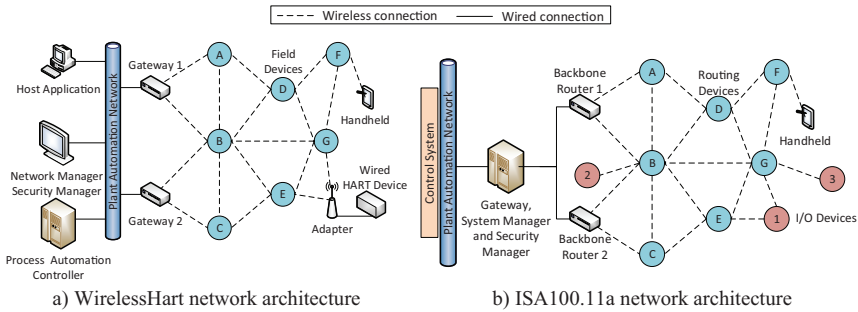 Wireless connection Wired connection
Host Application
Network Manager
Security Manager
Process Automation
Controller
Plant Automation Network
Gateway 1
Gateway 2
A
B
C
Field
Devices
D
E
F
G
Handheld
Wired
HART Device
Adapter
a) WirelessHart network architecture
Control System
Plant Automation Network
Gateway,
System Manager
and Security
Manager
Backbone
Router 1
Backbone
Router 2
2
A
B
C
Routing
Devices
D
E
F
G
Handheld
3
1
I/O Devices
b) ISA100.11a network architecture